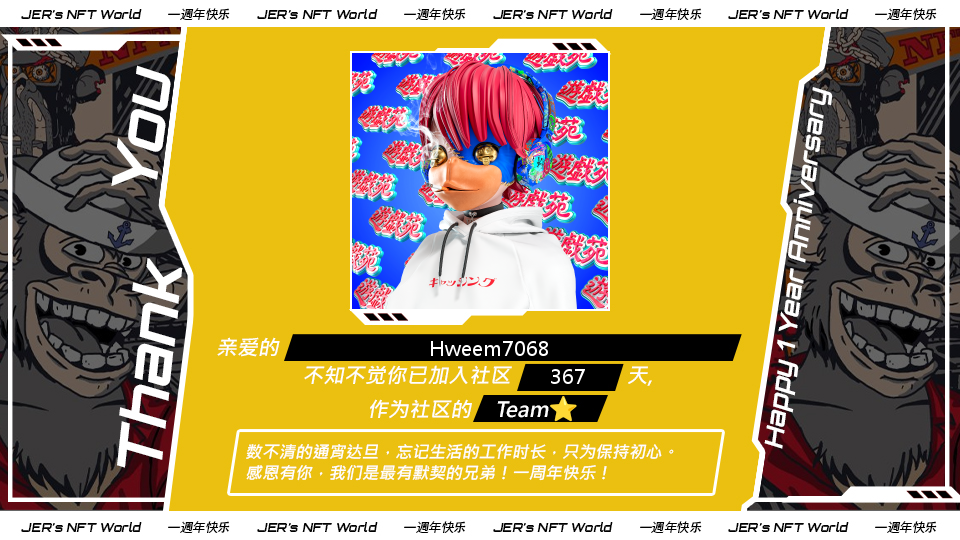 JER's NFT World 一週年快乐 JER's NFT World 一週年快乐 JER's NFT World 一週年快乐 JER's NFT World 一週年快乐
Thank You
遊戲苑
Happy 1 Year Anniversary
亲爱的 Hweem7068
不知不觉你已加入社区 367 天,
作为社区的 Team⭐
数不清的通宵达旦，忘记生活的工作时长，只为保持初心。
感恩有你，我们是最有默契的兄弟！一周年快乐！
JER's NFT World 一週年快乐 JER's NFT World 一週年快乐 JER's NFT World 一週年快乐 JER's NFT World 一週年快乐